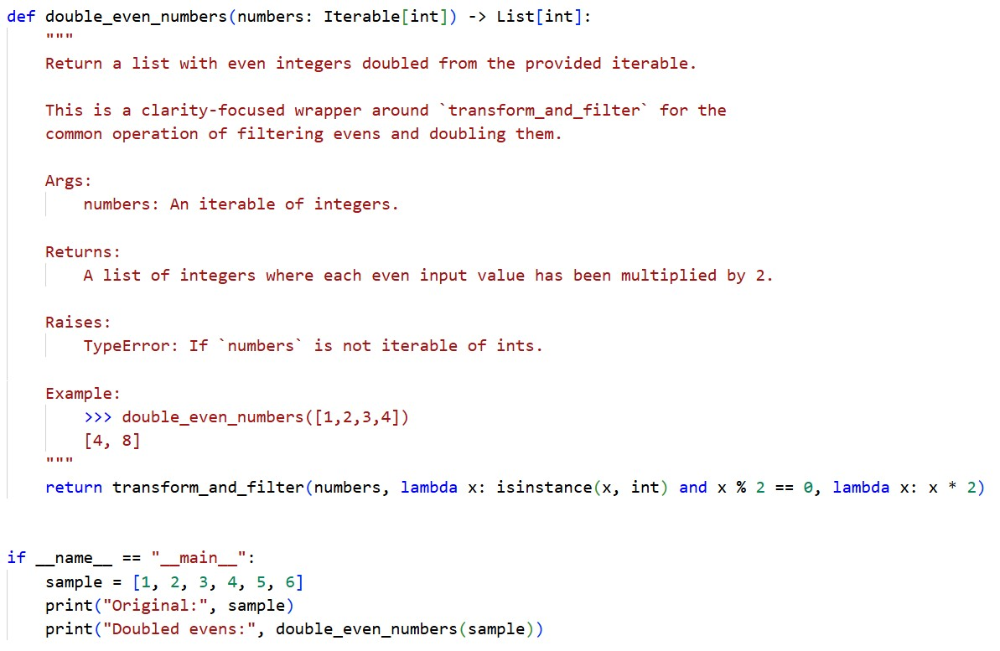 def double_even_numbers(numbers: Iterable[int]) -> List[int]:
    """
    Return a list with even integers doubled from the provided iterable.

    This is a clarity-focused wrapper around `transform_and_filter` for the
    common operation of filtering evens and doubling them.

    Args:
        numbers: An iterable of integers.

    Returns:
        A list of integers where each even input value has been multiplied by 2.

    Raises:
        TypeError: If `numbers` is not iterable of ints.

    Example:
        >>> double_even_numbers([1,2,3,4])
        [4, 8]
    """
    return transform_and_filter(numbers, lambda x: isinstance(x, int) and x % 2 == 0, lambda x: x * 2)


if __name__ == "__main__":
    sample = [1, 2, 3, 4, 5, 6]
    print("Original:", sample)
    print("Doubled evens:", double_even_numbers(sample))